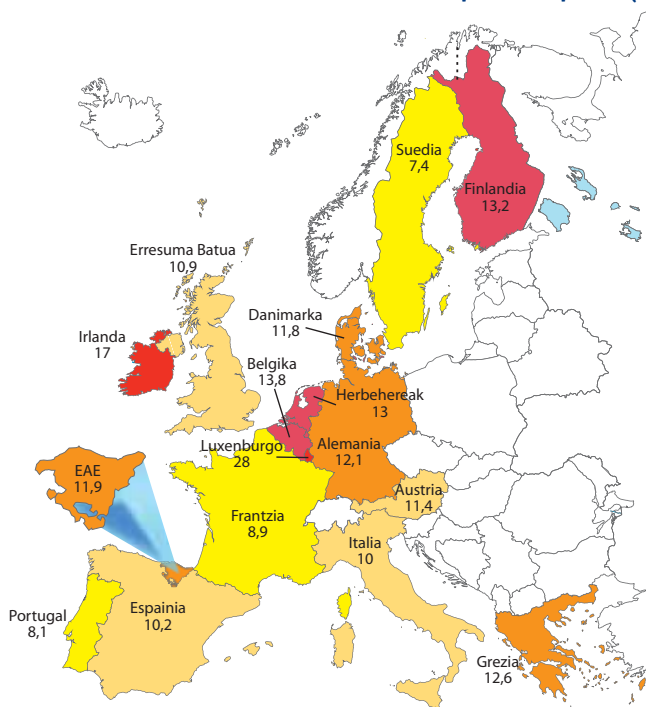 Suedia
7,4
Finlandia
13,2
Erresuma Batua
10,9
Danimarka
11,8
Irlanda
17
Belgika
13,8
Herbehereak
13
Luxenburgo
28
Alemania
12,1
EAE
11,9
Austria
11,4
Frantzia
8,9
Italia
10
Portugal
8,1
Espainia
10,2
Grezia
12,6